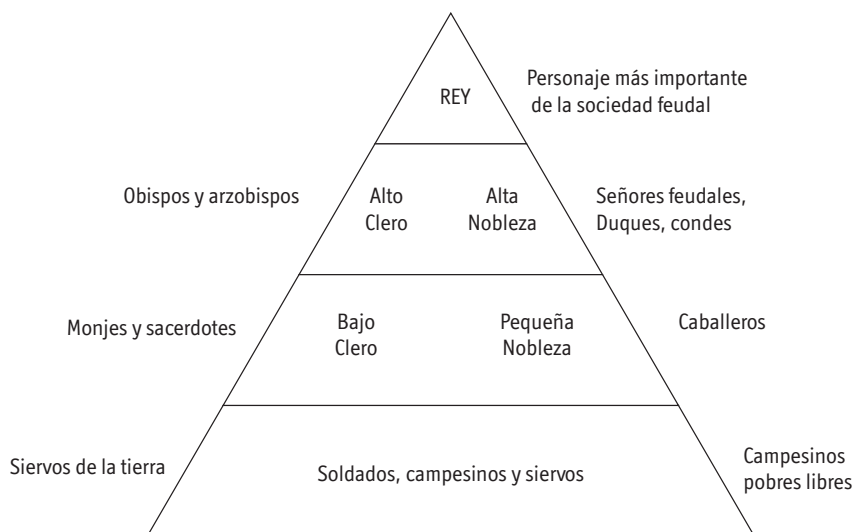 REY
Personaje más importante
de la sociedad feudal
Obispos y arzobispos
Alto
Clero
Alta
Nobleza
Señores feudales,
Duques, condes
Monjes y sacerdotes
Bajo
Clero
Pequeña
Nobleza
Caballeros
Siervos de la tierra
Soldados, campesinos y siervos
Campesinos
pobres libres